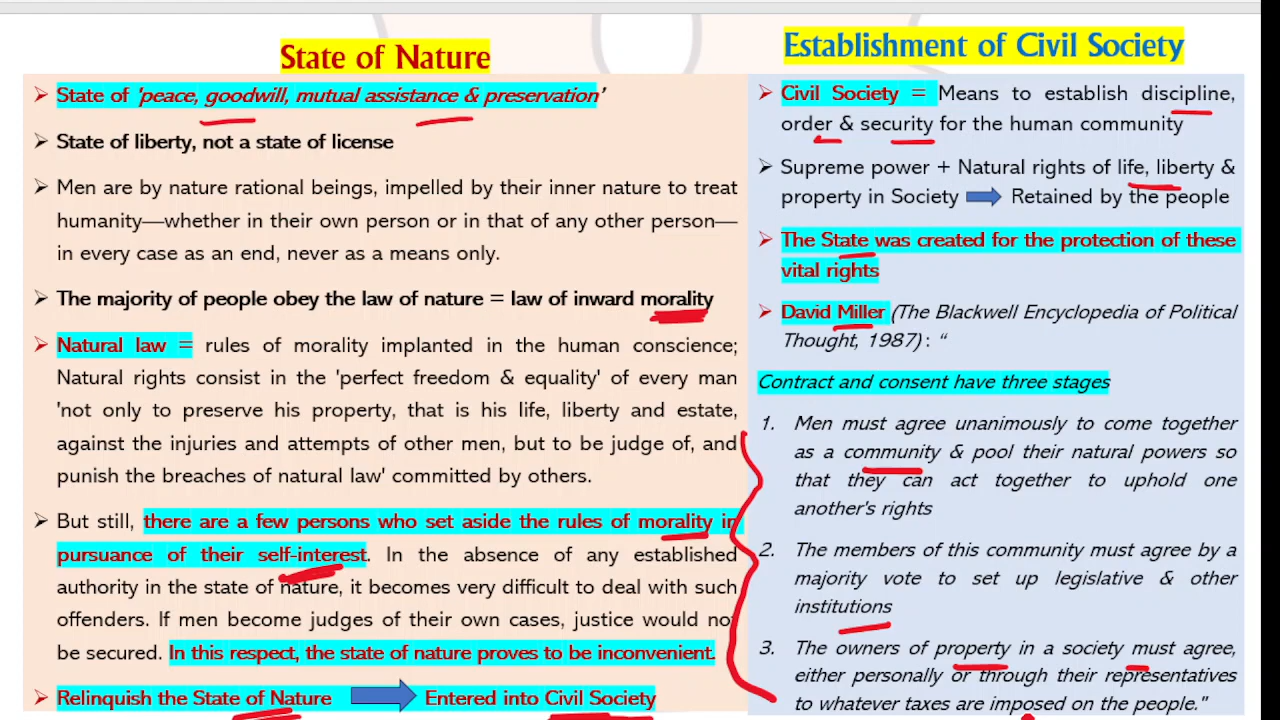 State of Nature
➢ State of 'peace, goodwill, mutual assistance & preservation'
➢ State of liberty, not a state of license
➢ Men are by nature rational beings, impelled by their inner nature to treat
humanity—whether in their own person or in that of any other person—
in every case as an end, never as a means only.
➢ The majority of people obey the law of nature = law of inward morality
➢ Natural law = rules of morality implanted in the human conscience;
Natural rights consist in the 'perfect freedom & equality' of every man
'not only to preserve his property, that is his life, liberty and estate,
against the injuries and attempts of other men, but to be judge of, and
punish the breaches of natural law' committed by others.
➢ But still, there are a few persons who set aside the rules of morality in
pursuance of their self-interest. In the absence of any established
authority in the state of nature, it becomes very difficult to deal with such
offenders. If men become judges of their own cases, justice would not
be secured. In this respect, the state of nature proves to be inconvenient.
➢ Relinquish the State of Nature Entered into Civil Society
Establishment of Civil Society
➢ Civil Society = Means to establish discipline,
order & security for the human community
➢ Supreme power + Natural rights of life, liberty &
property in Society Retained by the people
➢ The State was created for the protection of these
vital rights
➢ David Miller (The Blackwell Encyclopedia of Political
Thought, 1987) : "
Contract and consent have three stages
1. Men must agree unanimously to come together
as a community & pool their natural powers so
that they can act together to uphold one
another's rights
2. The members of this community must agree by a
majority vote to set up legislative & other
institutions
3. The owners of property in a society must agree,
either personally or through their representatives
to whatever taxes are imposed on the people."